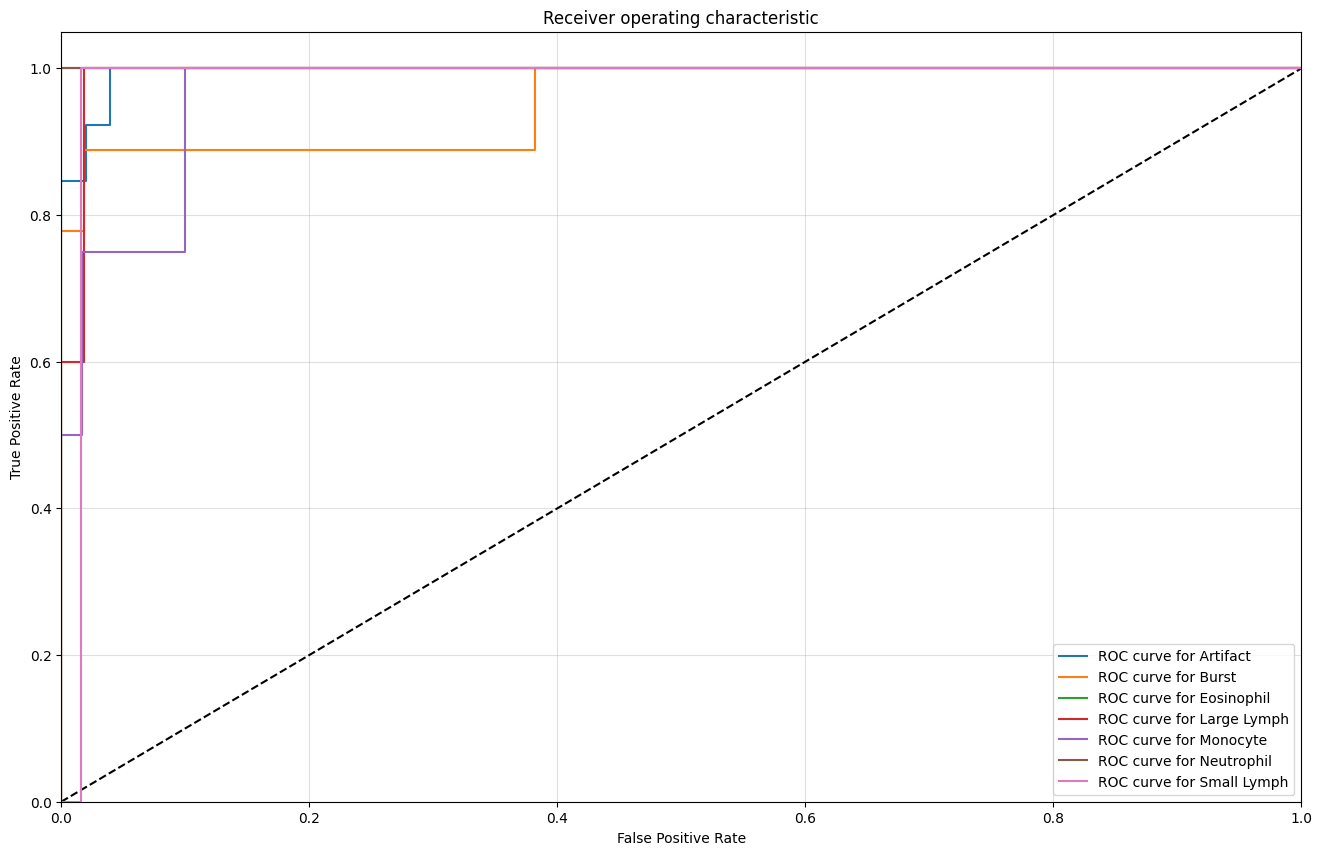 Receiver operating characteristic
True Positive Rate
1.0
0.8
0.6
0.4
0.2
0.0
0.0 0.2 0.4 0.6 0.8 1.0
False Positive Rate
ROC curve for Artifact
ROC curve for Burst
ROC curve for Eosinophil
ROC curve for Large Lymph
ROC curve for Monocyte
ROC curve for Neutrophil
ROC curve for Small Lymph